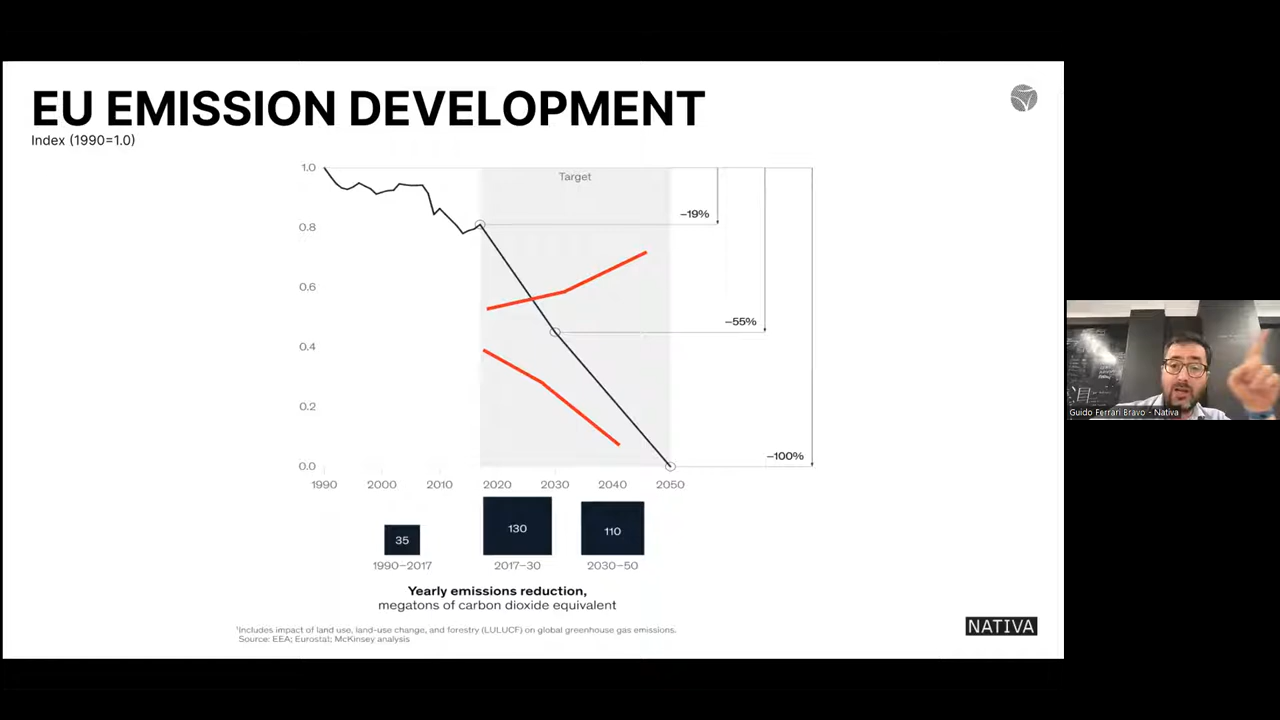 EU EMISSION DEVELOPMENT
Index (1990=1.0)
1.0
Target
–19%
0.8
0.6
–55%
0.4
0.2
–100%
0.0
1990 2000 2010 2020 2030 2040 2050
35 130 110
1990–2017 2017–30 2030–50
Yearly emissions reduction,
megatons of carbon dioxide equivalent
¹Includes impact of land use, land-use change, and forestry (LULUCF) on global greenhouse gas emissions.
Source: EEA; Eurostat; McKinsey analysis
NATIVA
Guido Ferrari Bravo - Nativa